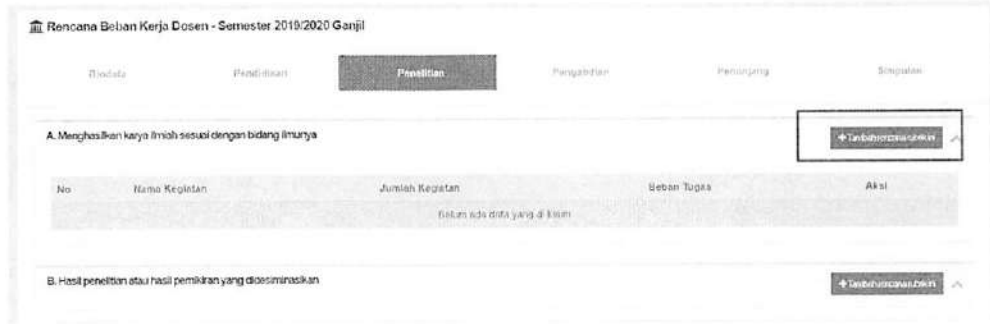 Rencana Beban Kerja Dosen - Semester 2019/2020 Ganjil
Biodata Pendidikan Penelitian Pengabdian Penunjang Simpulan
A. Menghasilkan karya ilmiah sesuai dengan bidang ilmunya
No Nama Kegiatan Jumlah Kegiatan Beban Tugas Aksi
Belum ada data yang di klaim
B. Hasil penelitian atau hasil pemikiran yang didesiminasikan